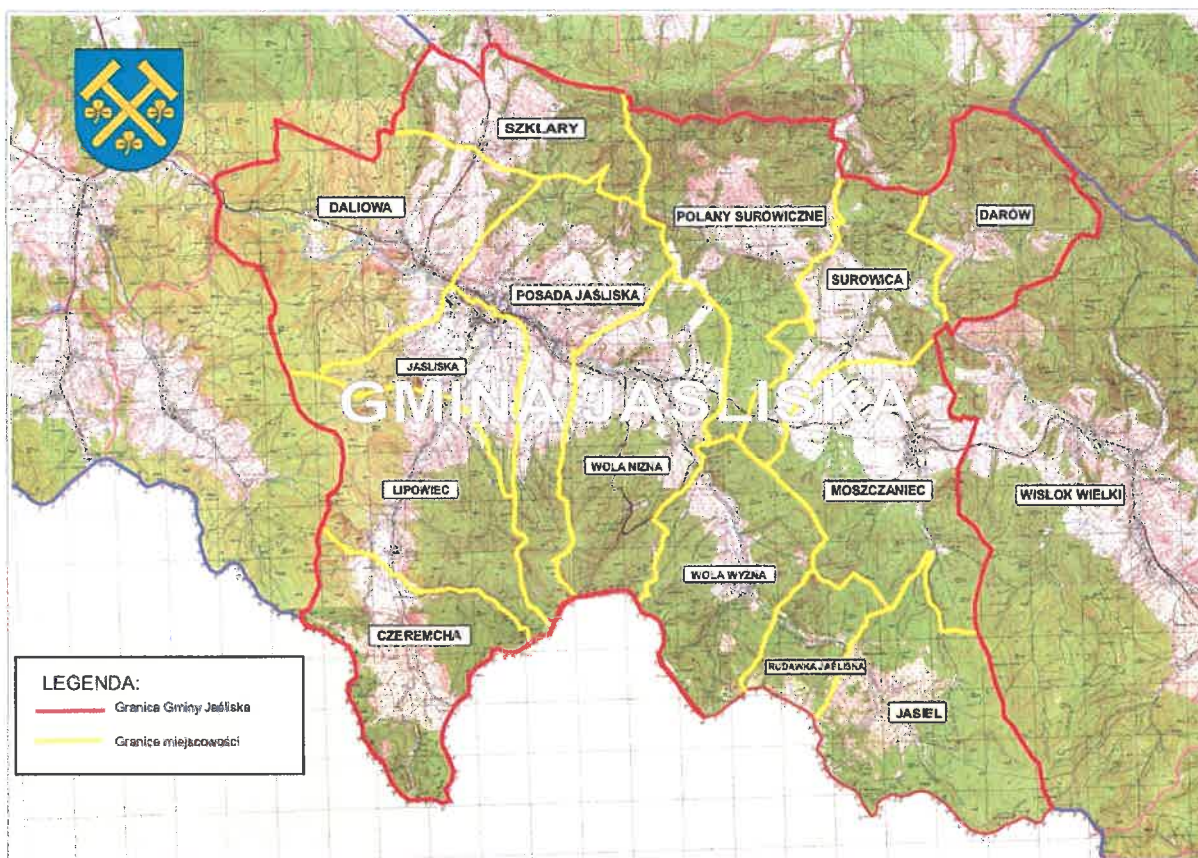 SZKLARY
DALIOWA
POLANY SUROWICZNE
DARÓW
SUROWICA
POSADA JAŚLISKA
JAŚLISKA
GMINA JAŚLISKA
WOLA NIŻNA
LIPOWIEC
MOSZCZANIEC
WISŁOK WIELKI
WOLA WYŻNA
CZEREMCHA
RUDAWKA JAŚLISKA
JASIEL
LEGENDA:
Granica Gminy Jaśliska
Granice miejscowości